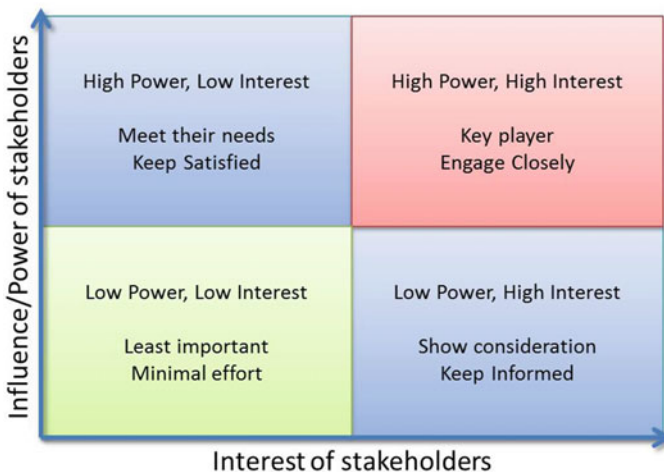 Influence/Power of stakeholders
High Power, Low Interest
Meet their needs
Keep Satisfied
High Power, High Interest
Key player
Engage Closely
Low Power, Low Interest
Least important
Minimal effort
Low Power, High Interest
Show consideration
Keep Informed
Interest of stakeholders